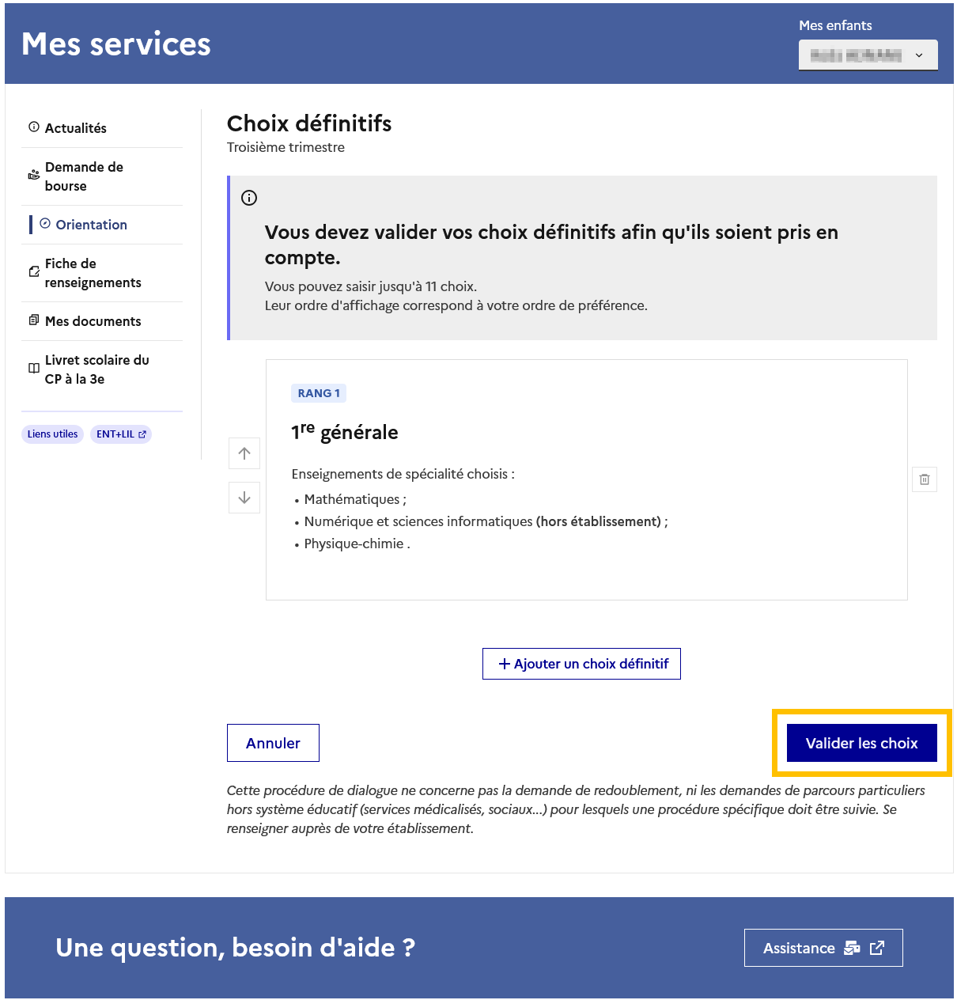 Mes services
Mes enfants
Actualités
Demande de
bourse
Orientation
Fiche de
renseignements
Mes documents
Livret scolaire du
CP à la 3e
Liens utiles
ENT+LIL
Choix définitifs
Troisième trimestre
Vous devez valider vos choix définitifs afin qu'ils soient pris en
compte.
Vous pouvez saisir jusqu'à 11 choix.
Leur ordre d'affichage correspond à votre ordre de préférence.
RANG 1
1re générale
Enseignements de spécialité choisis :
• Mathématiques ;
• Numérique et sciences informatiques (hors établissement) ;
• Physique-chimie .
+ Ajouter un choix définitif
Annuler
Valider les choix
Cette procédure de dialogue ne concerne pas la demande de redoublement, ni les demandes de parcours particuliers
hors système éducatif (services médicalisés, sociaux...) pour lesquels une procédure spécifique doit être suivie. Se
renseigner auprès de votre établissement.
Une question, besoin d'aide ?
Assistance